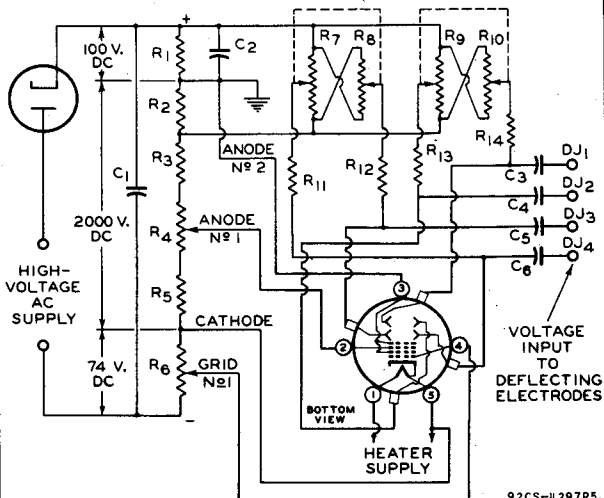 +
100 V.
DC
R1
C2
R7
R8
R9
R10
R2
R14
R3
ANODE
Nº 2
C1
R11
R12
R13
C3
DJ1
C4
DJ2
C5
DJ3
C6
DJ4
2000 V.
DC
R4
ANODE
Nº 1
R5
HIGH-
VOLTAGE
AC
SUPPLY
CATHODE
74 V.
DC
R6
GRID
Nº1
-
3
2
4
1
5
BOTTOM
VIEW
HEATER
SUPPLY
VOLTAGE
INPUT
TO
DEFLECTING
ELECTRODES
92CS-11297R5